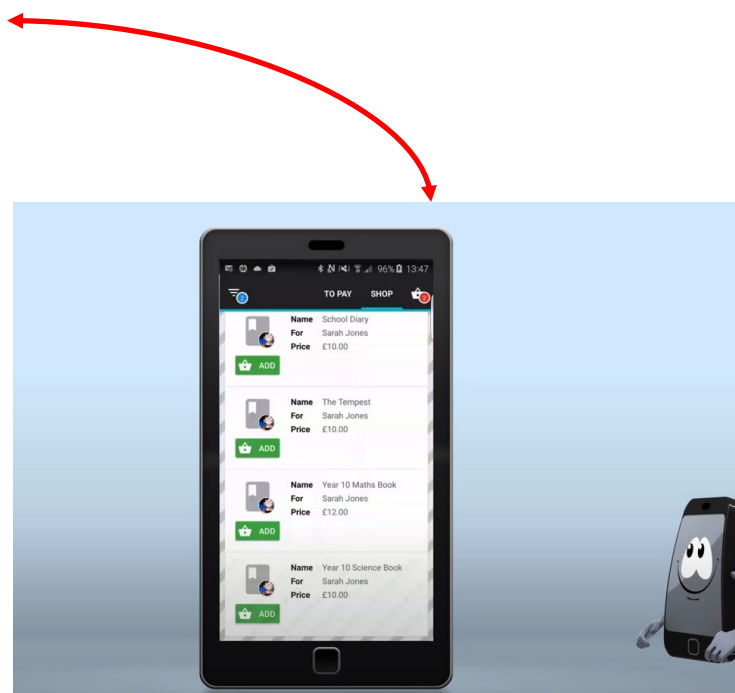 96% 13:47
2 TO PAY SHOP
Name School Diary
For Sarah Jones
Price £10.00
ADD
Name The Tempest
For Sarah Jones
Price £10.00
ADD
Name Year 10 Maths Book
For Sarah Jones
Price £12.00
ADD
Name Year 10 Science Book
For Sarah Jones
Price £10.00
ADD